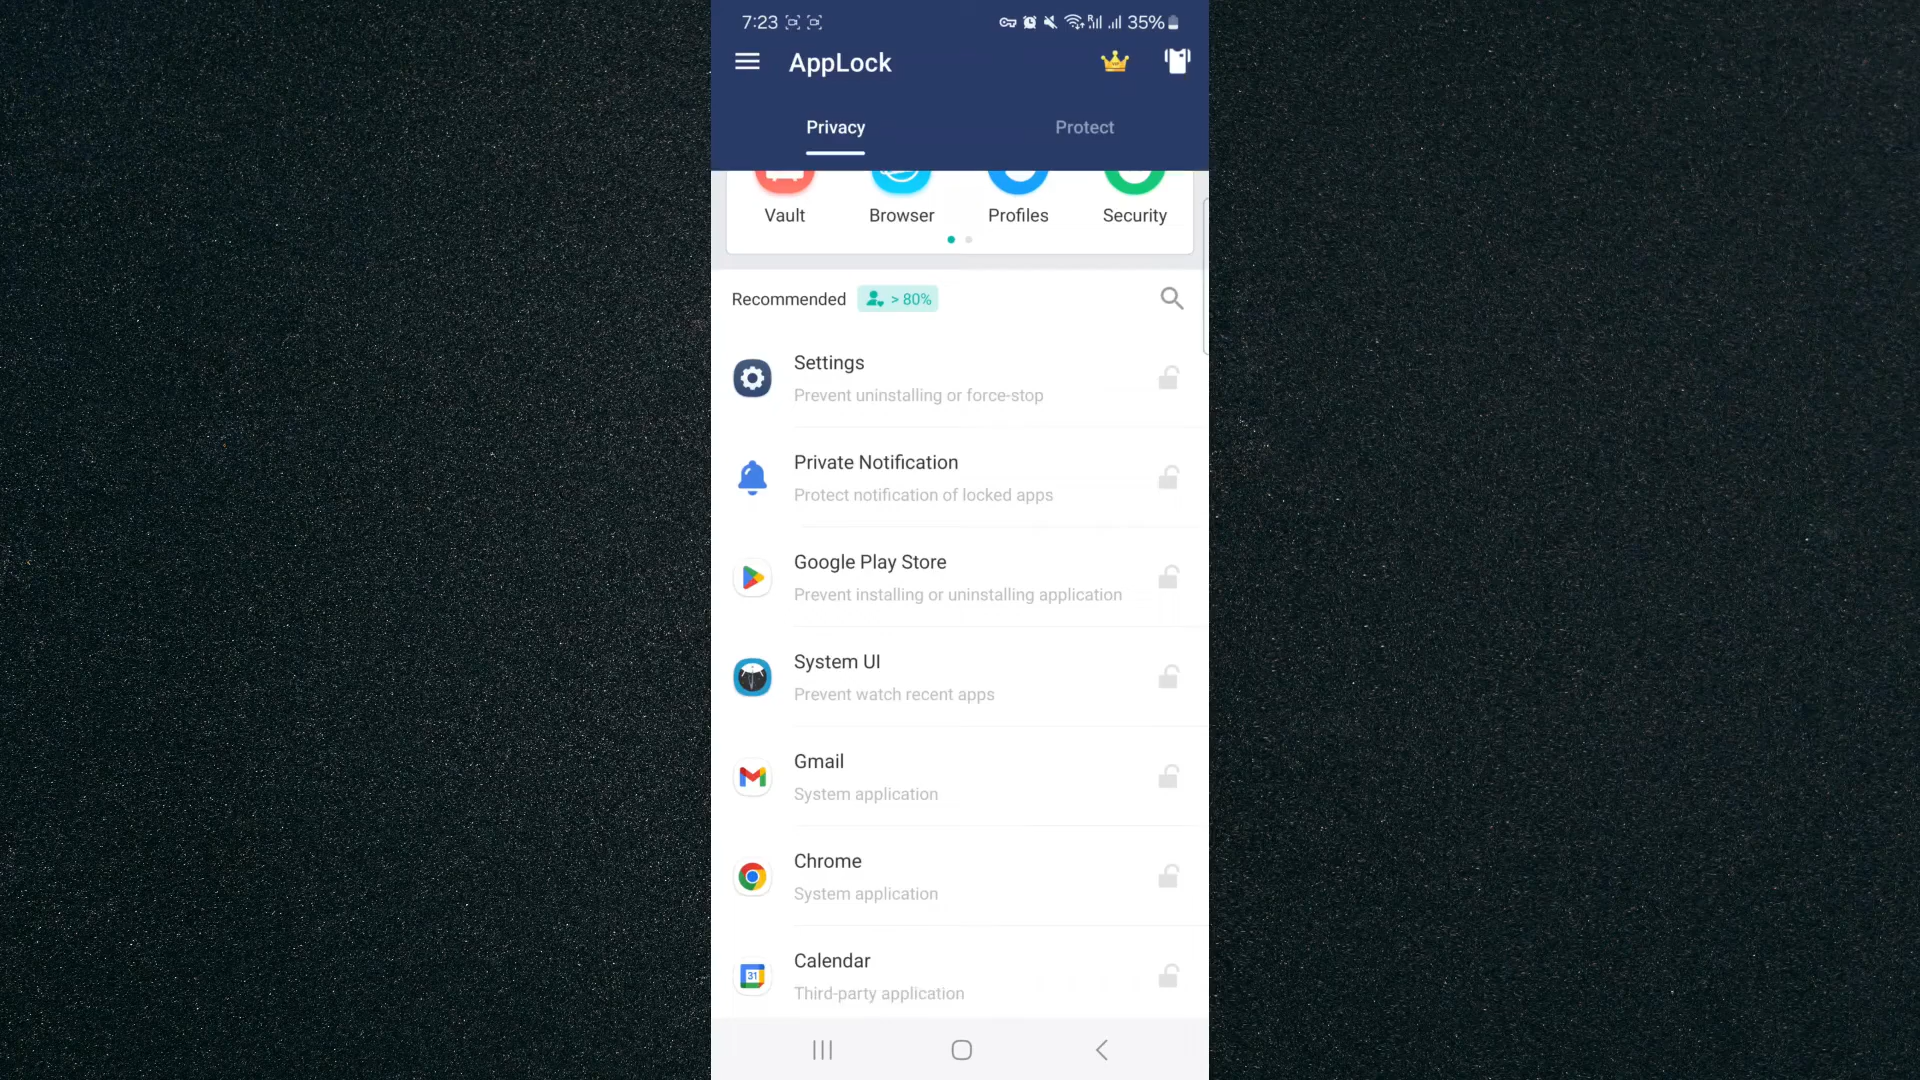 7:23
35%
AppLock
Privacy
Protect
Vault
Browser
Profiles
Security
Recommended
> 80%
Settings
Prevent uninstalling or force-stop
Private Notification
Protect notification of locked apps
Google Play Store
Prevent installing or uninstalling application
System UI
Prevent watch recent apps
Gmail
System application
Chrome
System application
31
Calendar
Third-party application